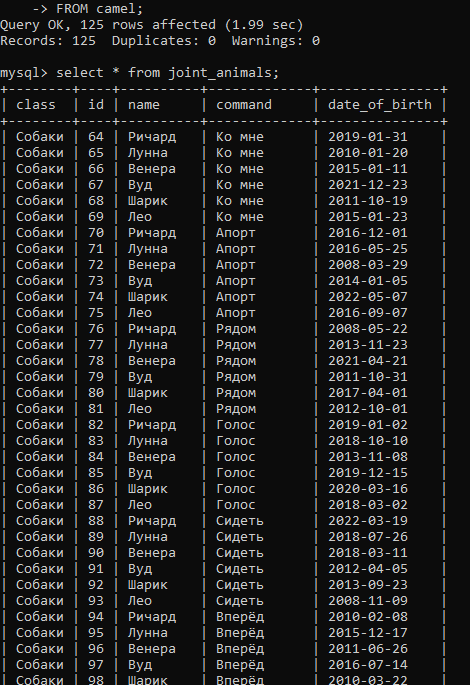 -> FROM camel;
Query OK, 125 rows affected (1.99 sec)
Records: 125  Duplicates: 0  Warnings: 0
mysql> select * from joint_animals;
+--------+----+---------+-----------+---------------+
| class  | id | name    | command   | date_of_birth |
+--------+----+---------+-----------+---------------+
| Собаки | 64 | Ричард  | Ко мне    | 2019-01-31    |
| Собаки | 65 | Лунна   | Ко мне    | 2010-01-20    |
| Собаки | 66 | Венера  | Ко мне    | 2015-01-11    |
| Собаки | 67 | Вуд     | Ко мне    | 2021-12-23    |
| Собаки | 68 | Шарик   | Ко мне    | 2011-10-19    |
| Собаки | 69 | Лео     | Ко мне    | 2015-01-23    |
| Собаки | 70 | Ричард  | Апорт     | 2016-12-01    |
| Собаки | 71 | Лунна   | Апорт     | 2016-05-25    |
| Собаки | 72 | Венера  | Апорт     | 2008-03-29    |
| Собаки | 73 | Вуд     | Апорт     | 2014-01-05    |
| Собаки | 74 | Шарик   | Апорт     | 2022-05-07    |
| Собаки | 75 | Лео     | Апорт     | 2016-09-07    |
| Собаки | 76 | Ричард  | Рядом     | 2008-05-22    |
| Собаки | 77 | Лунна   | Рядом     | 2013-11-23    |
| Собаки | 78 | Венера  | Рядом     | 2021-04-21    |
| Собаки | 79 | Вуд     | Рядом     | 2011-10-31    |
| Собаки | 80 | Шарик   | Рядом     | 2017-04-01    |
| Собаки | 81 | Лео     | Рядом     | 2012-10-01    |
| Собаки | 82 | Ричард  | Голос     | 2019-01-02    |
| Собаки | 83 | Лунна   | Голос     | 2018-10-10    |
| Собаки | 84 | Венера  | Голос     | 2013-11-08    |
| Собаки | 85 | Вуд     | Голос     | 2019-12-15    |
| Собаки | 86 | Шарик   | Голос     | 2020-03-16    |
| Собаки | 87 | Лео     | Голос     | 2018-03-02    |
| Собаки | 88 | Ричард  | Сидеть    | 2022-03-19    |
| Собаки | 89 | Лунна   | Сидеть    | 2018-07-26    |
| Собаки | 90 | Венера  | Сидеть    | 2018-03-11    |
| Собаки | 91 | Вуд     | Сидеть    | 2012-04-05    |
| Собаки | 92 | Шарик   | Сидеть    | 2013-09-23    |
| Собаки | 93 | Лео     | Сидеть    | 2008-11-09    |
| Собаки | 94 | Ричард  | Вперёд    | 2010-02-08    |
| Собаки | 95 | Лунна   | Вперёд    | 2015-12-17    |
| Собаки | 96 | Венера  | Вперёд    | 2011-06-26    |
| Собаки | 97 | Вуд     | Вперёд    | 2016-07-14    |
| Собаки | 98 | Шарик   | Вперёд    | 2010-03-22    |